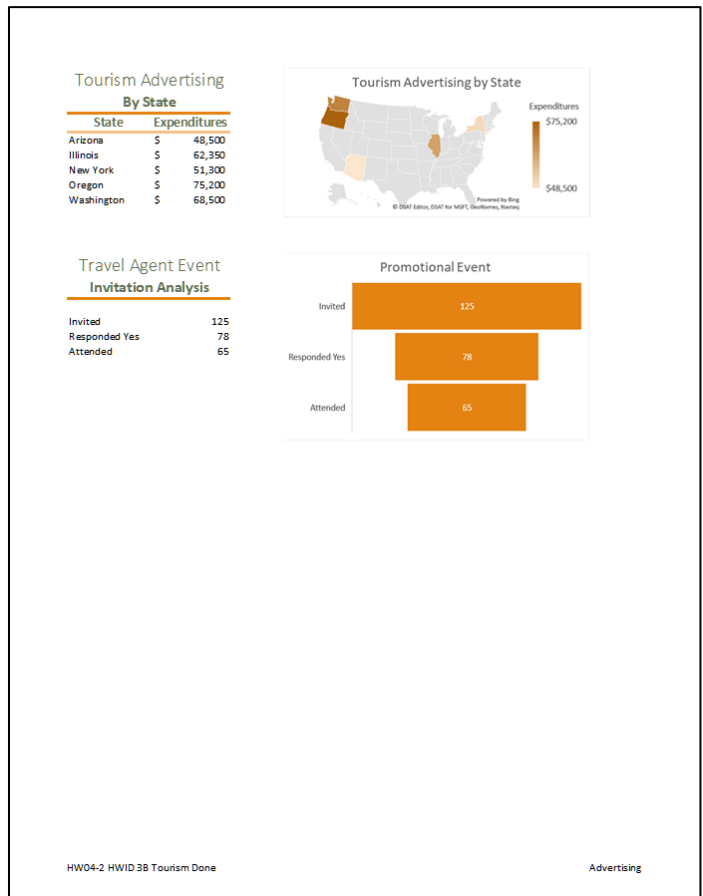 Tourism Advertising
By State
State Expenditures
Arizona $ 48,500
Illinois $ 62,350
New York $ 51,300
Oregon $ 75,200
Washington $ 68,500
Tourism Advertising by State
Expenditures
$75,200
$48,500
Powered by Bing
© DSAT Editor, DSAT for MSFT, GeoNames, Navteq
Travel Agent Event
Invitation Analysis
Invited 125
Responded Yes 78
Attended 65
Promotional Event
Invited 125
Responded Yes 78
Attended 65
HW04-2 HWID 3B Tourism Done Advertising